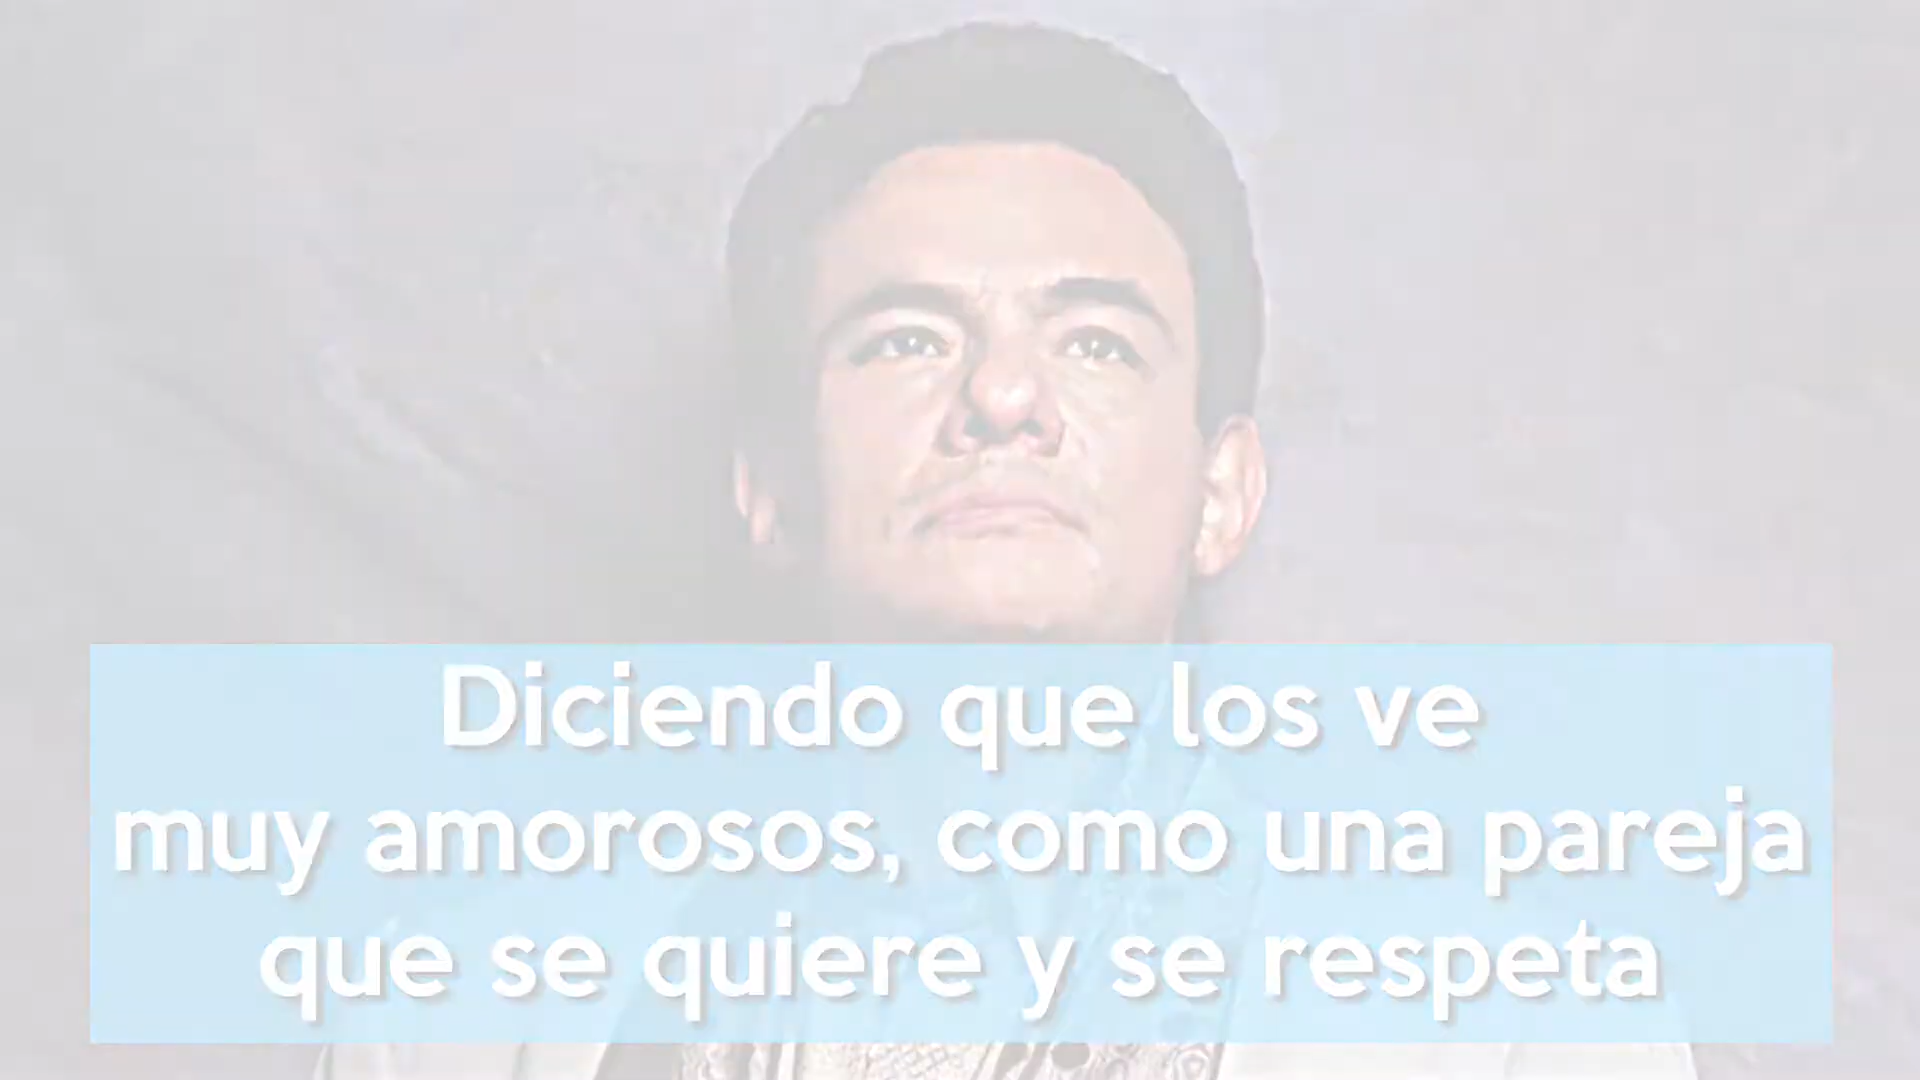 Diciendo que los ve
muy amorosos, como una pareja
que se quiere y se respeta